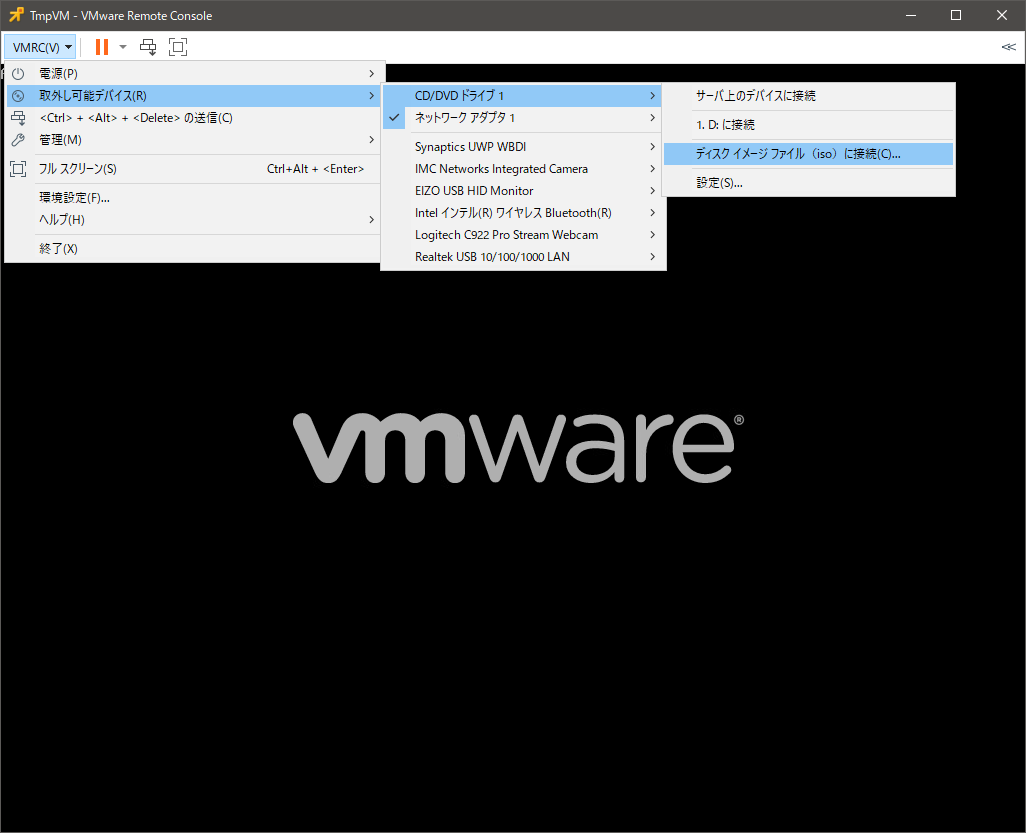 TmpVM - VMware Remote Console
VMRC(V)
電源(P)
取外し可能デバイス(R)
<Ctrl> + <Alt> + <Delete> の送信(C)
管理(M)
フル スクリーン(S) Ctrl+Alt + <Enter>
環境設定(F)...
ヘルプ(H)
終了(X)
CD/DVD ドライブ 1
ネットワーク アダプタ 1
Synaptics UWP WBDI
IMC Networks Integrated Camera
EIZO USB HID Monitor
Intel インテル(R) ワイヤレス Bluetooth(R)
Logitech C922 Pro Stream Webcam
Realtek USB 10/100/1000 LAN
サーバ上のデバイスに接続
1. D: に接続
ディスク イメージ ファイル（iso）に接続(C)...
設定(S)...
vmware®